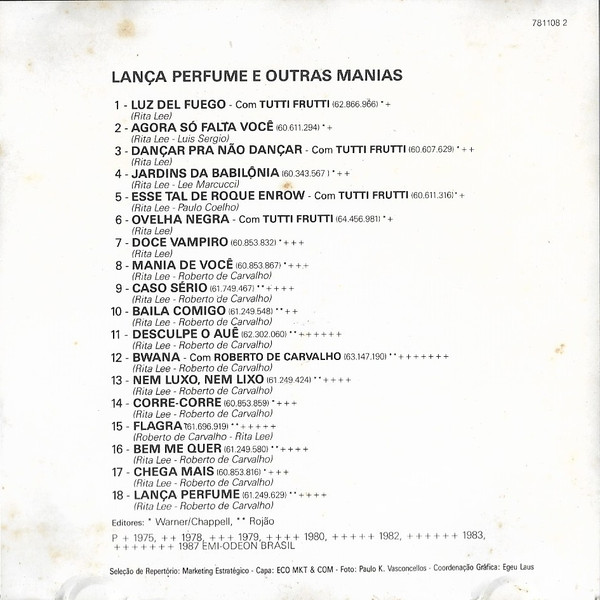 781108 2
LANÇA PERFUME E OUTRAS MANIAS
1 - LUZ DEL FUEGO - Com TUTTI FRUTTI (62.866.966) *+
(Rita Lee)
2 - AGORA SÓ FALTA VOCÊ (60.611.294) *+
(Rita Lee - Luis Sergio)
3 - DANÇAR PRA NÃO DANÇAR - Com TUTTI FRUTTI (60.607.629) *++
(Rita Lee)
4 - JARDINS DA BABILÔNIA (60.343.567) *++
(Rita Lee - Lee Marcucci)
5 - ESSE TAL DE ROQUE ENROW - Com TUTTI FRUTTI (60.611.316)*+
(Rita Lee - Paulo Coelho)
6 - OVELHA NEGRA - Com TUTTI FRUTTI (64.456.981) *+
(Rita Lee)
7 - DOCE VAMPIRO (60.853.832) *+++
(Rita Lee)
8 - MANIA DE VOCÊ (60.853.867) *+++
(Rita Lee - Roberto de Carvalho)
9 - CASO SÉRIO (61.749.467) **++++
(Rita Lee - Roberto de Carvalho)
10 - BAILA COMIGO (61.249.548) **++
(Rita Lee - Roberto de Carvalho)
11 - DESCULPE O AUÊ (62.302.060) **++++++
(Rita Lee - Roberto de Carvalho)
12 - BWANA - Com ROBERTO DE CARVALHO (63.147.190) **+++++++
(Rita Lee - Roberto de Carvalho)
13 - NEM LUXO, NEM LIXO (61.249.424) **++++
(Rita Lee - Roberto de Carvalho)
14 - CORRE-CORRE (60.853.859) *+++
(Rita Lee - Roberto de Carvalho)
15 - FLAGRA (61.696.919) **+++++
(Roberto de Carvalho - Rita Lee)
16 - BEM ME QUER (61.249.580) **++++
(Rita Lee - Roberto de Carvalho)
17 - CHEGA MAIS (60.853.816) *+++
(Rita Lee - Roberto de Carvalho)
18 - LANÇA PERFUME (61.249.629) **++++
(Rita Lee - Roberto de Carvalho)
Editores: * Warner/Chappell, ** Rojão
P + 1975, ++ 1978, +++ 1979, ++++ 1980, +++++ 1982, ++++++ 1983,
+++++++ 1987 EMI-ODEON BRASIL
Seleção de Repertório: Marketing Estratégico - Capa: ECO MKT & COM - Foto: Paulo K. Vasconcellos - Coordenação Gráfica: Egeu Laus